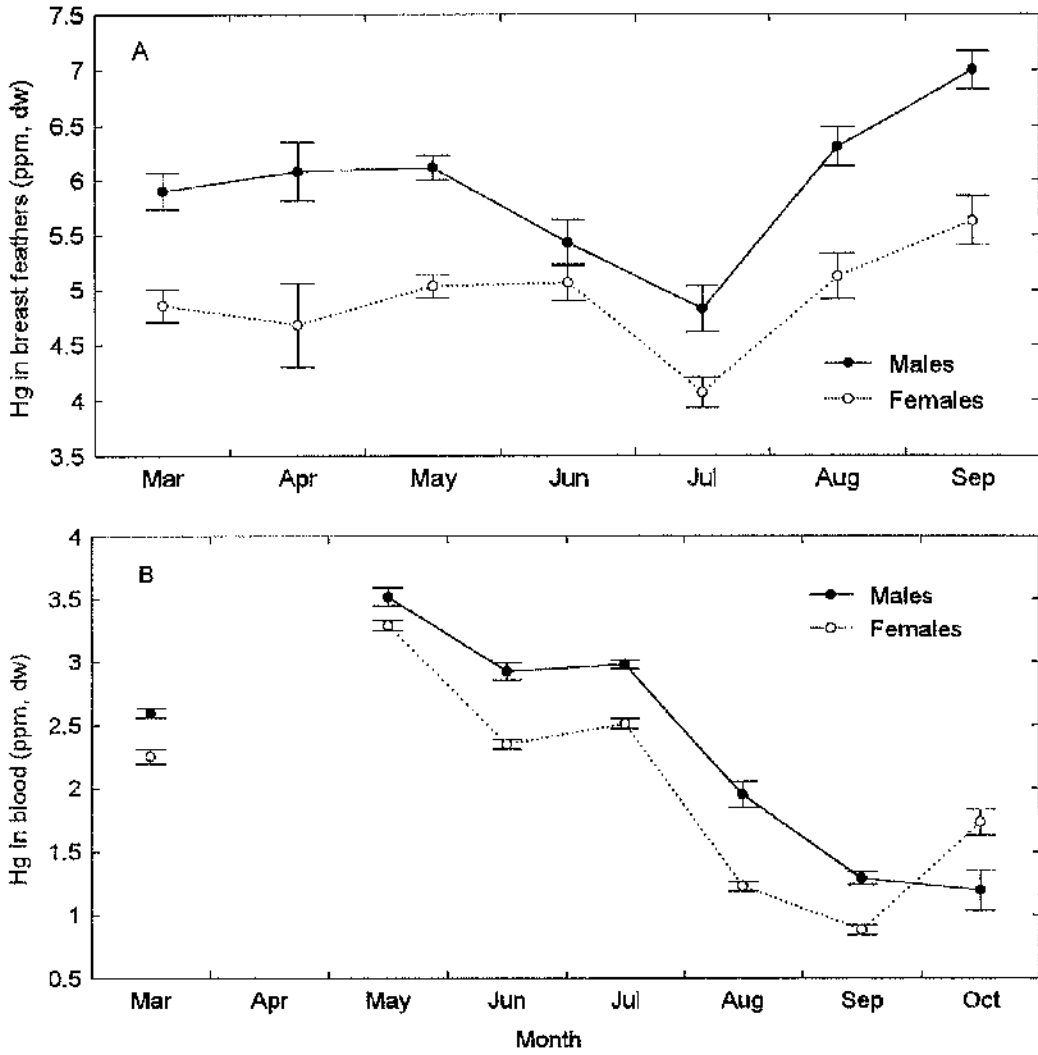 A
Hg in breast feathers (ppm, dw)
7.5
7
6.5
6
5.5
5
4.5
4
3.5
Males
Females
Mar Apr May Jun Jul Aug Sep
B
Hg in blood (ppm, dw)
4
3.5
3
2.5
2
1.5
1
0.5
Males
Females
Mar Apr May Jun Jul Aug Sep Oct
Month